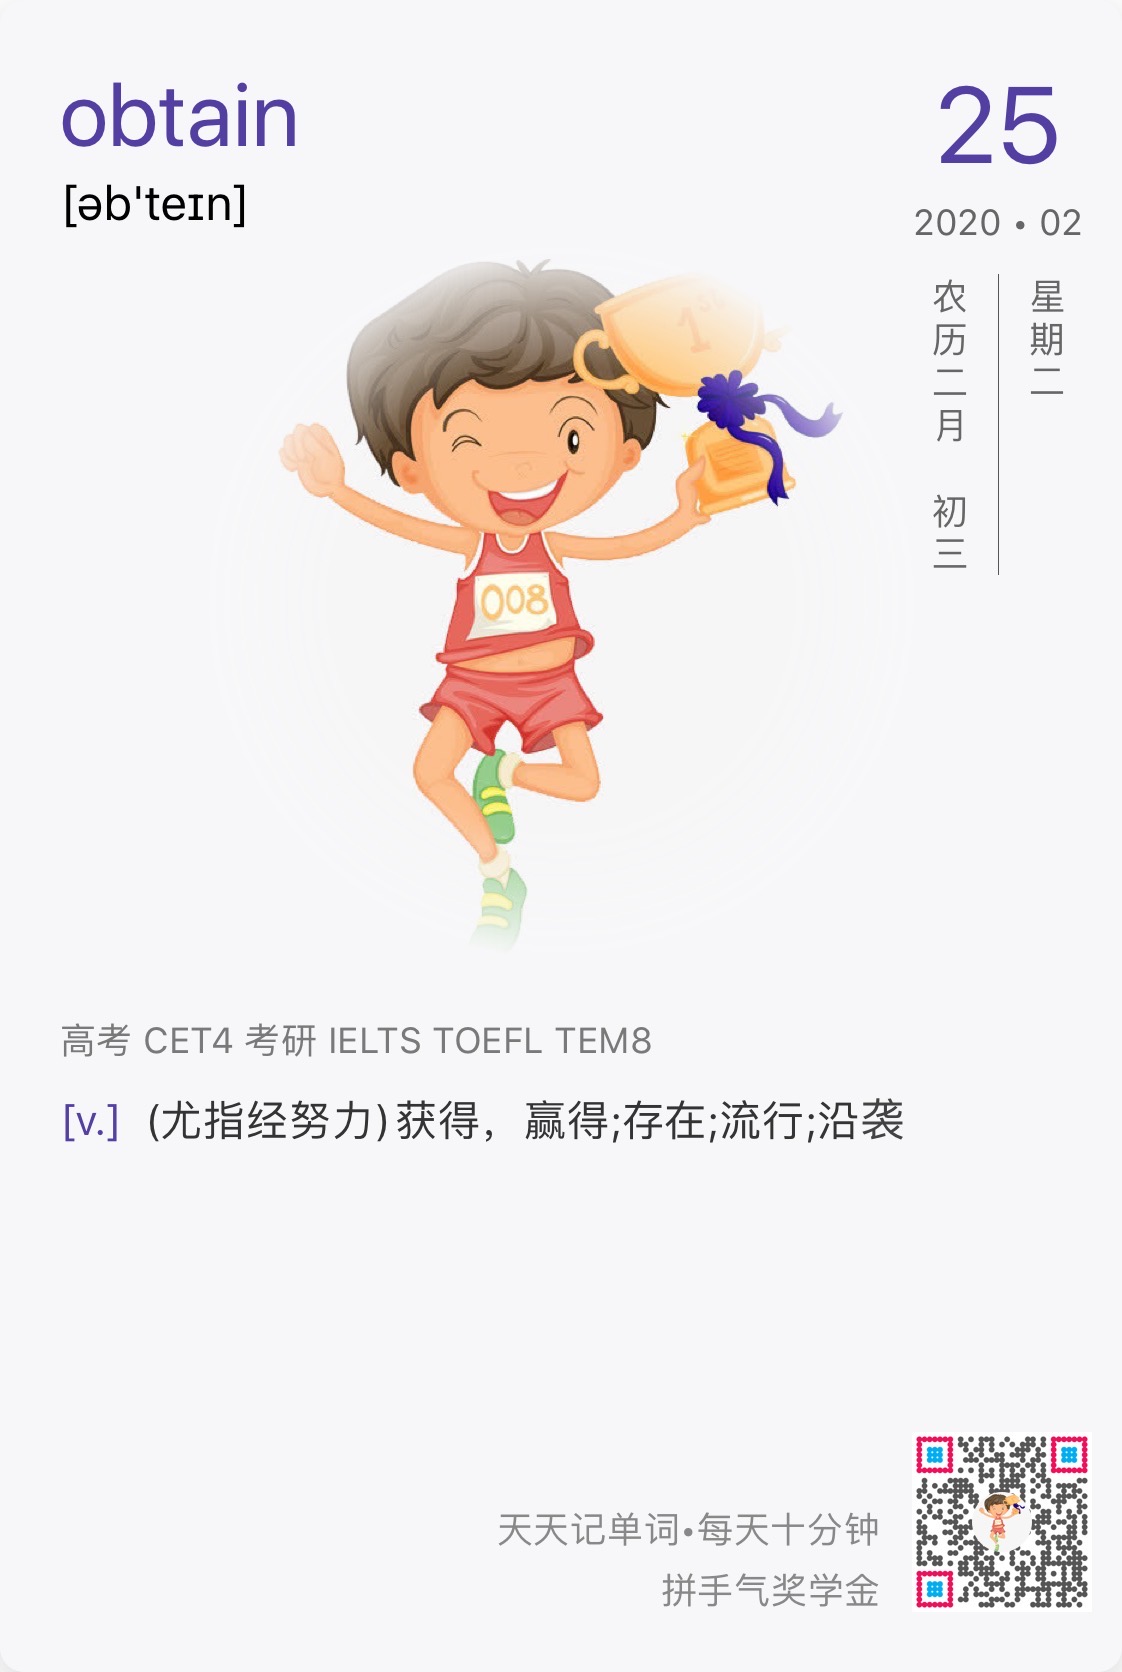 obtain
[əb'teɪn]
25
2020 • 02
星期二
农历二月 初三
1st
008
高考 CET4 考研 IELTS TOEFL TEM8
[v.] (尤指经努力)获得，赢得;存在;流行;沿袭
天天记单词•每天十分钟
拼手气奖学金